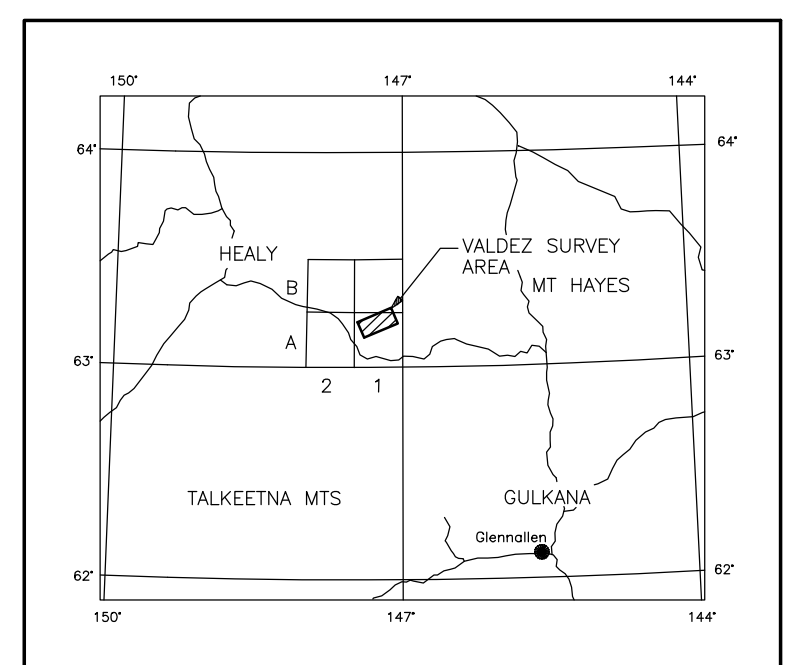 150° 147° 144°
64° 64°
VALDEZ SURVEY
HEALY AREA
B MT HAYES
A
63° 63°
2 1
TALKEETNA MTS GULKANA
Glennallen
62° 62°
150° 147° 144°